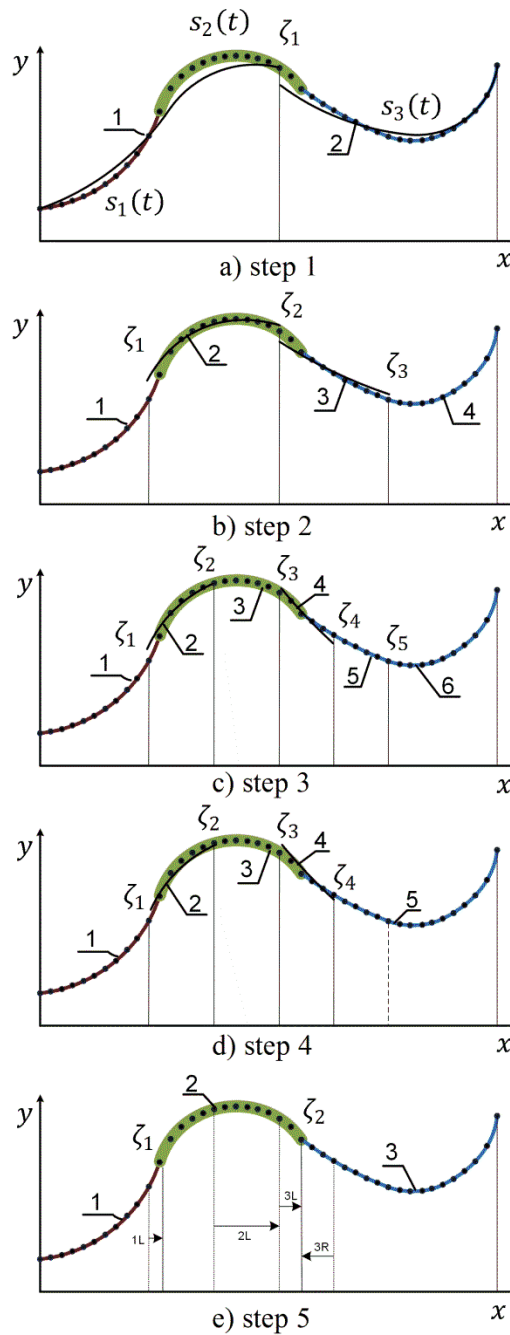 s₂(t) ζ₁
y
1
s₃(t)
2
s₁(t)
x
a) step 1
y
ζ₂
ζ₁
2
ζ₃
1
3
4
x
b) step 2
y
ζ₂
ζ₃
4
3
ζ₁
ζ₄
2
ζ₅
1
5
6
x
c) step 3
y
ζ₂
ζ₃
4
3
ζ₄
ζ₁
2
5
1
x
d) step 4
y
2
ζ₁
ζ₂
1
3
3L
1L
2L
3R
x
e) step 5